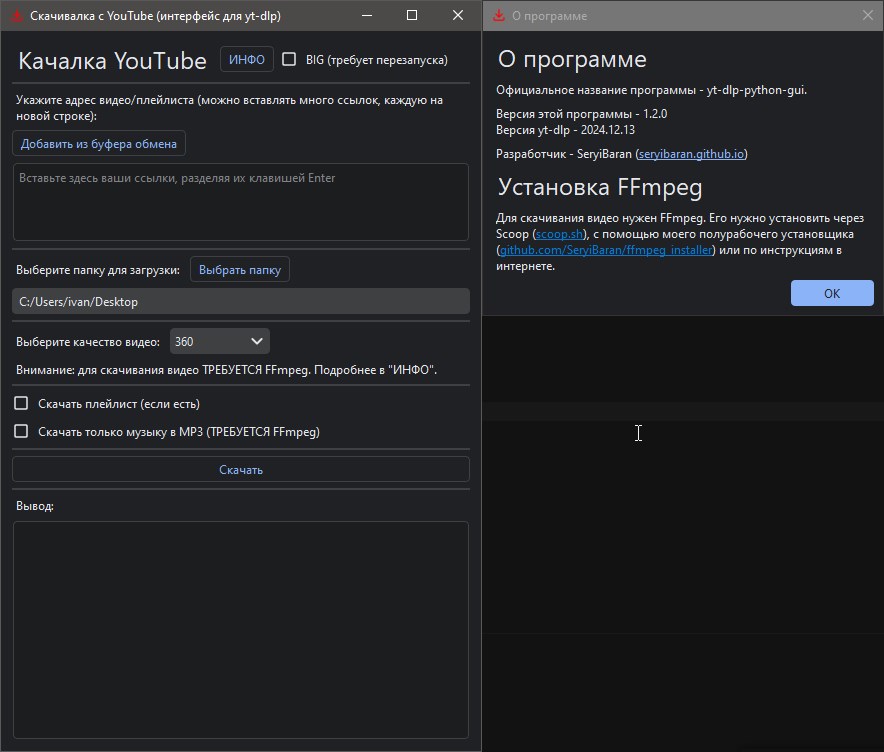 Скачивалка с YouTube (интерфейс для yt-dlp)
Качалка YouTube
ИНФО
BIG (требует перезапуска)
Укажите адрес видео/плейлиста (можно вставлять много ссылок, каждую на
новой строке):
Добавить из буфера обмена
Вставьте здесь ваши ссылки, разделяя их клавишей Enter
Выберите папку для загрузки:
Выбрать папку
C:/Users/ivan/Desktop
Выберите качество видео:
360
Внимание: для скачивания видео ТРЕБУЕТСЯ FFmpeg. Подробнее в "ИНФО".
Скачать плейлист (если есть)
Скачать только музыку в MP3 (ТРЕБУЕТСЯ FFmpeg)
Скачать
Вывод:
О программе
О программе
Официальное название программы - yt-dlp-python-gui.
Версия этой программы - 1.2.0
Версия yt-dlp - 2024.12.13
Разработчик - SeryiBaran (seryibaran.github.io)
Установка FFmpeg
Для скачивания видео нужен FFmpeg. Его нужно установить через
Scoop (scoop.sh), с помощью моего полурабочего установщика
(github.com/SeryiBaran/ffmpeg_installer) или по инструкциям в
интернете.
OK